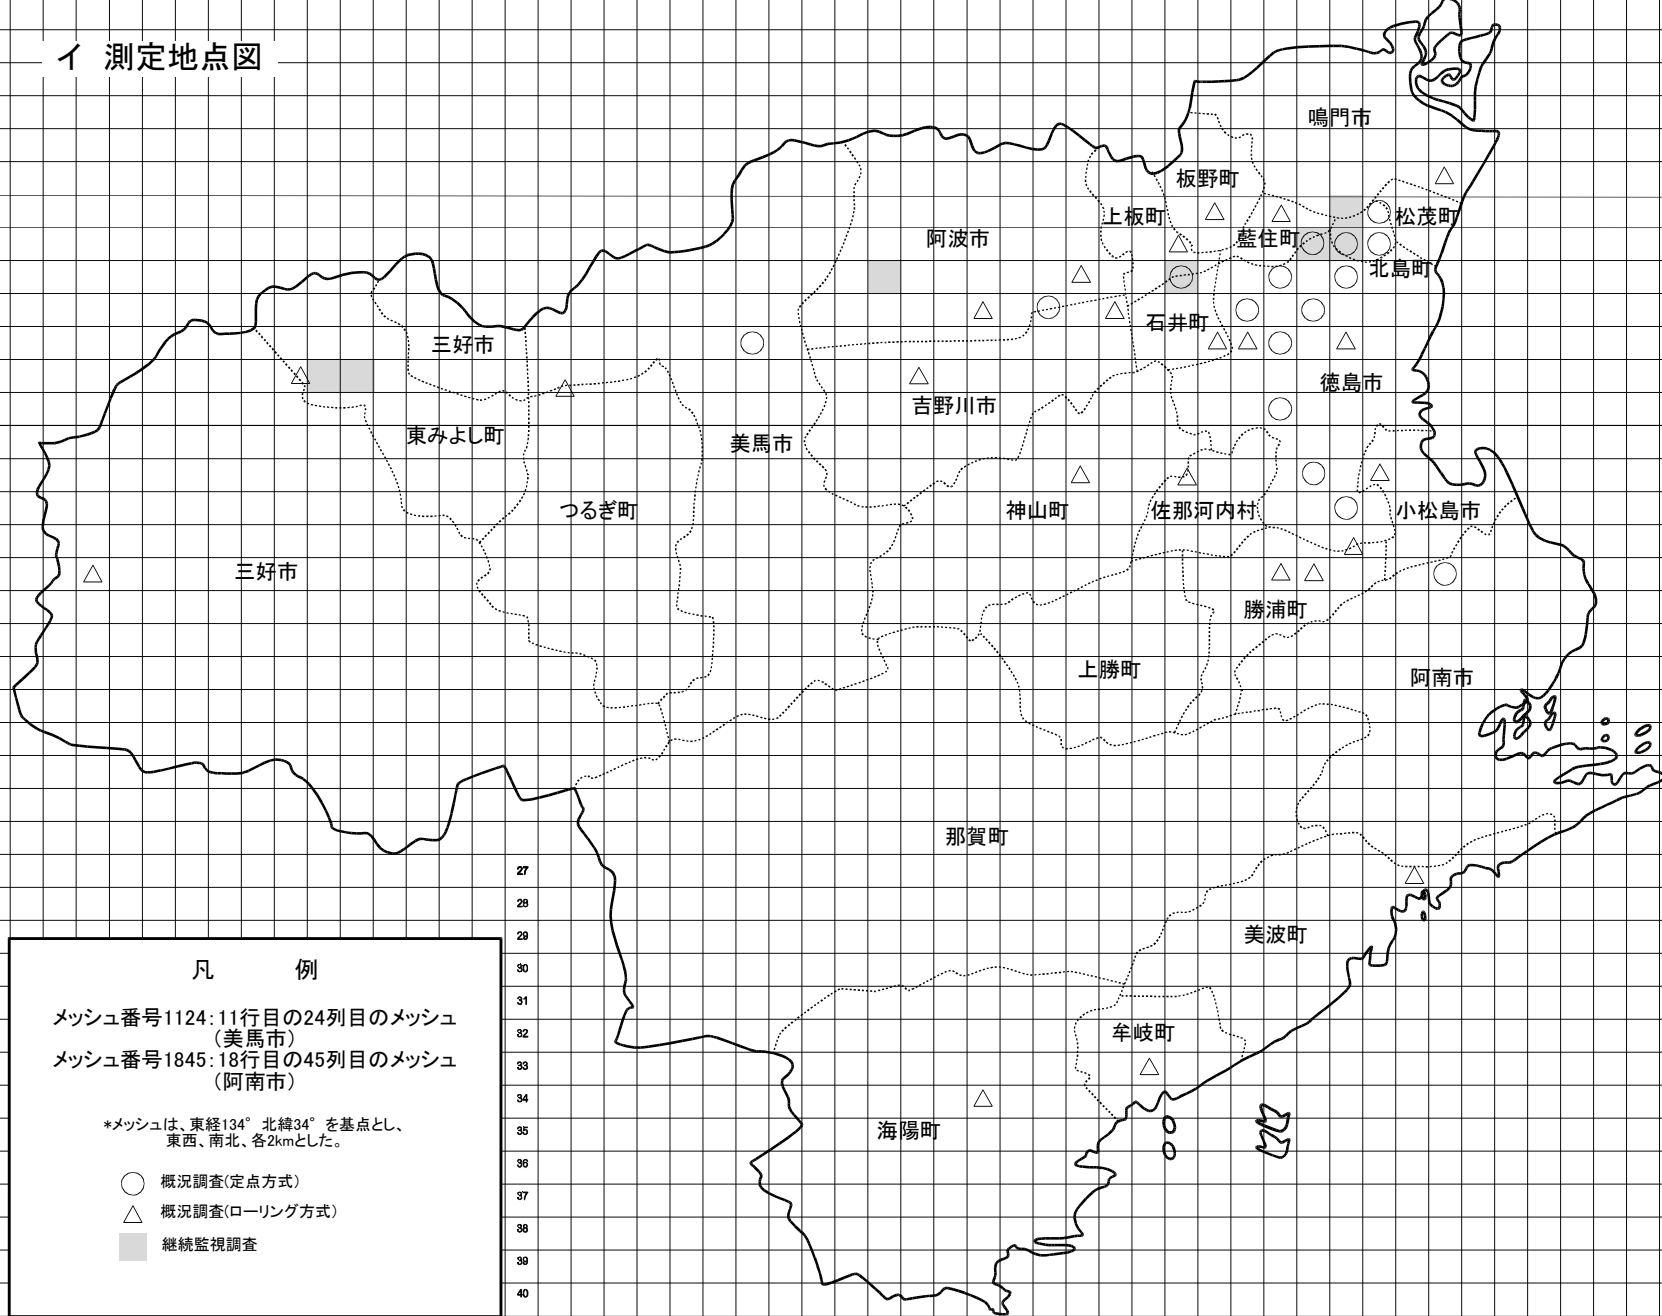 イ 測定地点図
鳴門市
板野町
上板町
松茂町
阿波市
藍住町
北島町
石井町
三好市
徳島市
吉野川市
東みよし町
美馬市
つるぎ町
神山町
佐那河内村
小松島市
三好市
勝浦町
上勝町
阿南市
那賀町
27
28
29
30
31
32
33
34
35
36
37
38
39
40
美波町
牟岐町
海陽町
凡 例
メッシュ番号1124：11行目の24列目のメッシュ
（美馬市）
メッシュ番号1845：18行目の45列目のメッシュ
（阿南市）
*メッシュは、東経134°北緯34°を基点とし、
東西、南北、各2kmとした。
概況調査(定点方式)
概況調査(ローリング方式)
継続監視調査